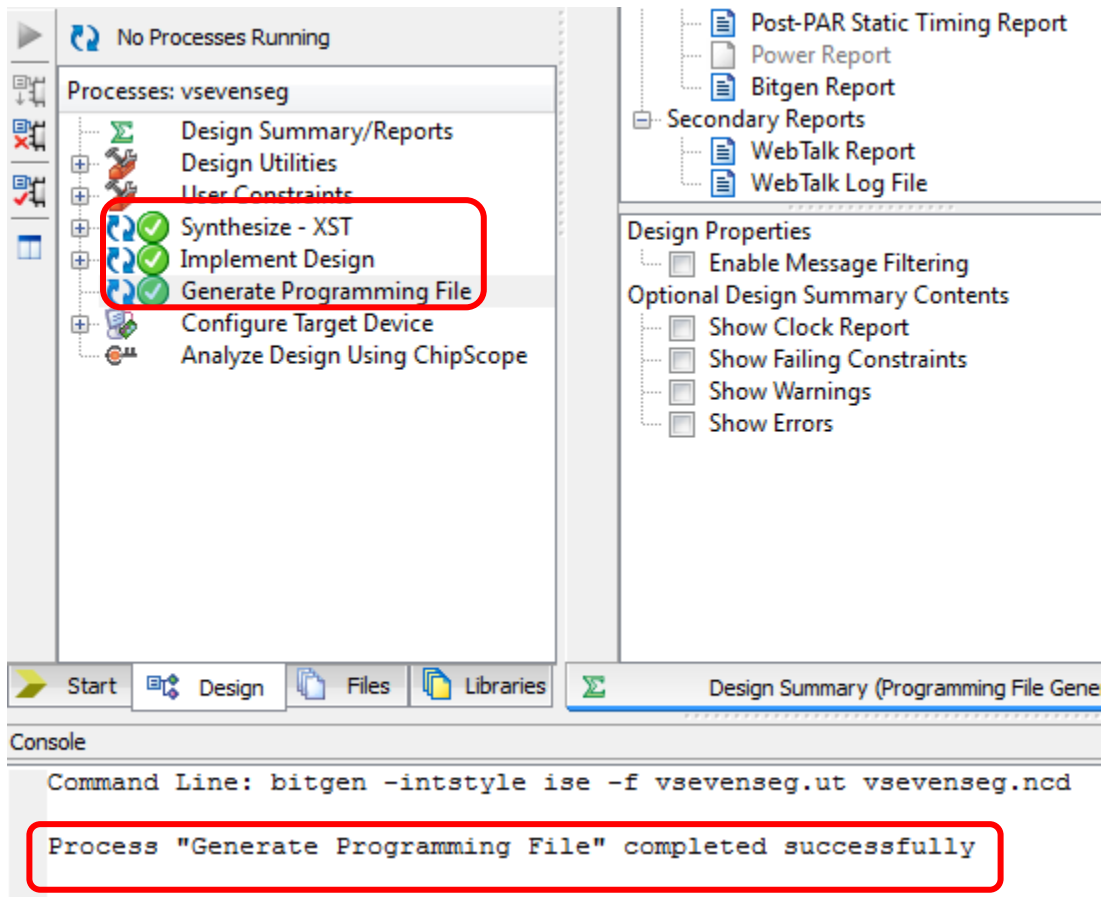 No Processes Running
Processes: vsevenseg
Design Summary/Reports
Design Utilities
User Constraints
Synthesize - XST
Implement Design
Generate Programming File
Configure Target Device
Analyze Design Using ChipScope
Post-PAR Static Timing Report
Power Report
Bitgen Report
Secondary Reports
WebTalk Report
WebTalk Log File
Design Properties
Enable Message Filtering
Optional Design Summary Contents
Show Clock Report
Show Failing Constraints
Show Warnings
Show Errors
Start Design Files Libraries
Design Summary (Programming File Gene
Console
Command Line: bitgen -intstyle ise -f vsevenseg.ut vsevenseg.ncd
Process "Generate Programming File" completed successfully